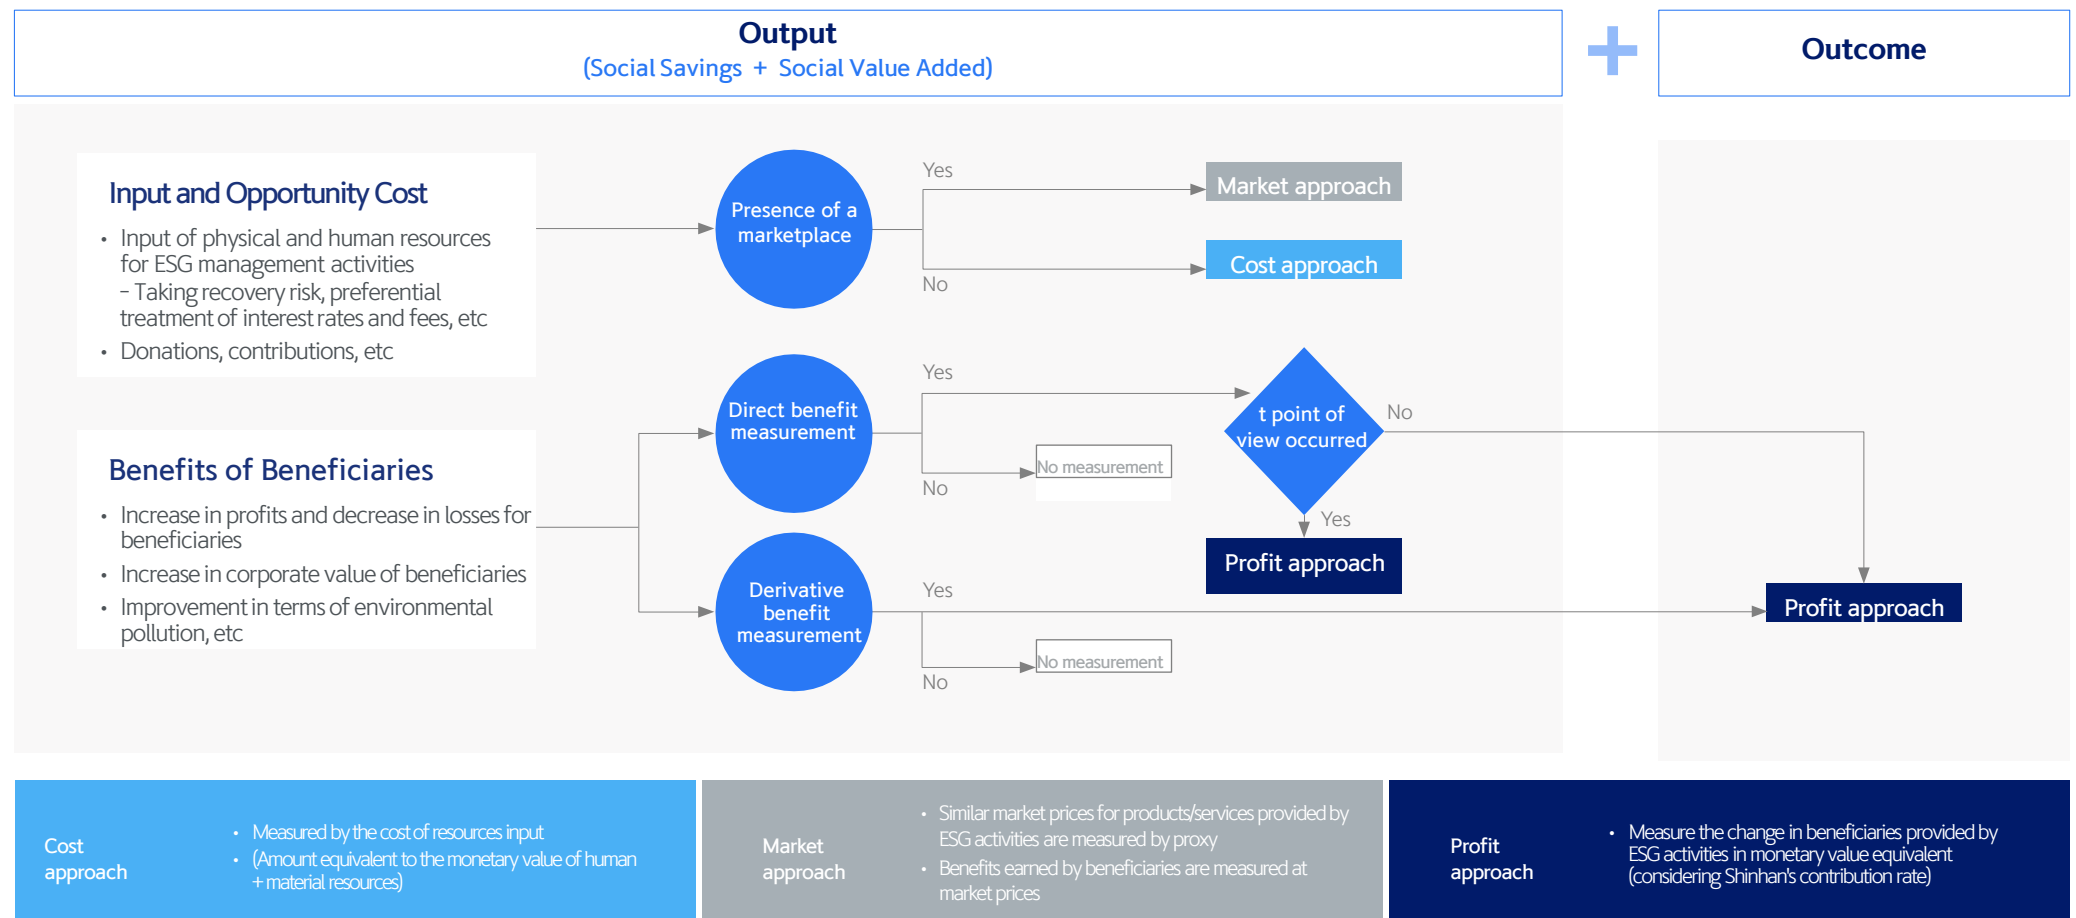 Output
(Social Savings + Social Value Added)
Outcome
Input and Opportunity Cost
• Input of physical and human resources
for ESG management activities
- Taking recovery risk, preferential
treatment of interest rates and fees, etc
• Donations, contributions, etc
Presence of a
marketplace
Yes
Market approach
No
Cost approach
Benefits of Beneficiaries
• Increase in profits and decrease in losses for
beneficiaries
• Increase in corporate value of beneficiaries
• Improvement in terms of environmental
pollution, etc
Direct benefit
measurement
Yes
No
No measurement
t point of
view occurred
No
Yes
Profit approach
Derivative
benefit
measurement
Yes
No
No measurement
Profit approach
Cost
approach
• Measured by the cost of resources input
• (Amount equivalent to the monetary value of human
+ material resources)
Market
approach
• Similar market prices for products/services provided by
ESG activities are measured by proxy
• Benefits earned by beneficiaries are measured at
market prices
Profit
approach
• Measure the change in beneficiaries provided by
ESG activities in monetary value equivalent
(considering Shinhan's contribution rate)